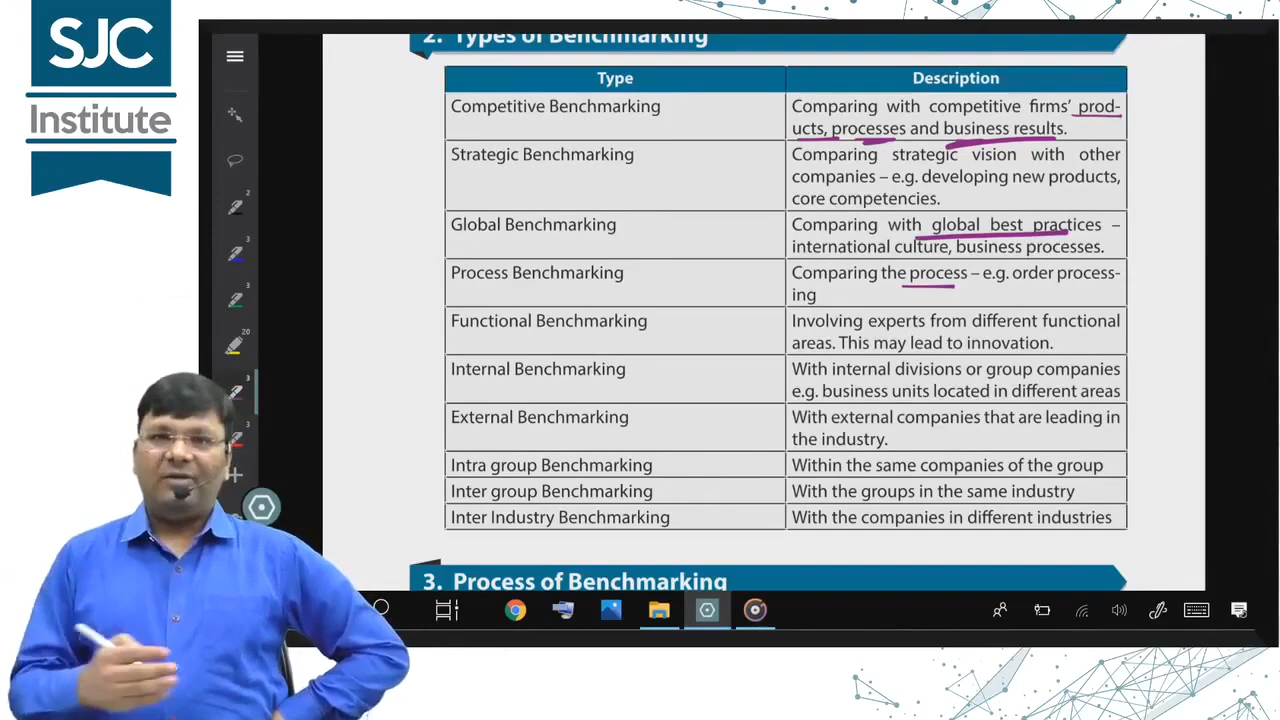 SJC
Institute
2. Types of Benchmarking
Type Description
Competitive Benchmarking Comparing with competitive firms’ prod-
ucts, processes and business results.
Strategic Benchmarking Comparing strategic vision with other
companies – e.g. developing new products,
core competencies.
Global Benchmarking Comparing with global best practices –
international culture, business processes.
Process Benchmarking Comparing the process – e.g. order process-
ing
Functional Benchmarking Involving experts from different functional
areas. This may lead to innovation.
Internal Benchmarking With internal divisions or group companies
e.g. business units located in different areas
External Benchmarking With external companies that are leading in
the industry.
Intra group Benchmarking Within the same companies of the group
Inter group Benchmarking With the groups in the same industry
Inter Industry Benchmarking With the companies in different industries
3. Process of Benchmarking
2
3
3
20
3
3